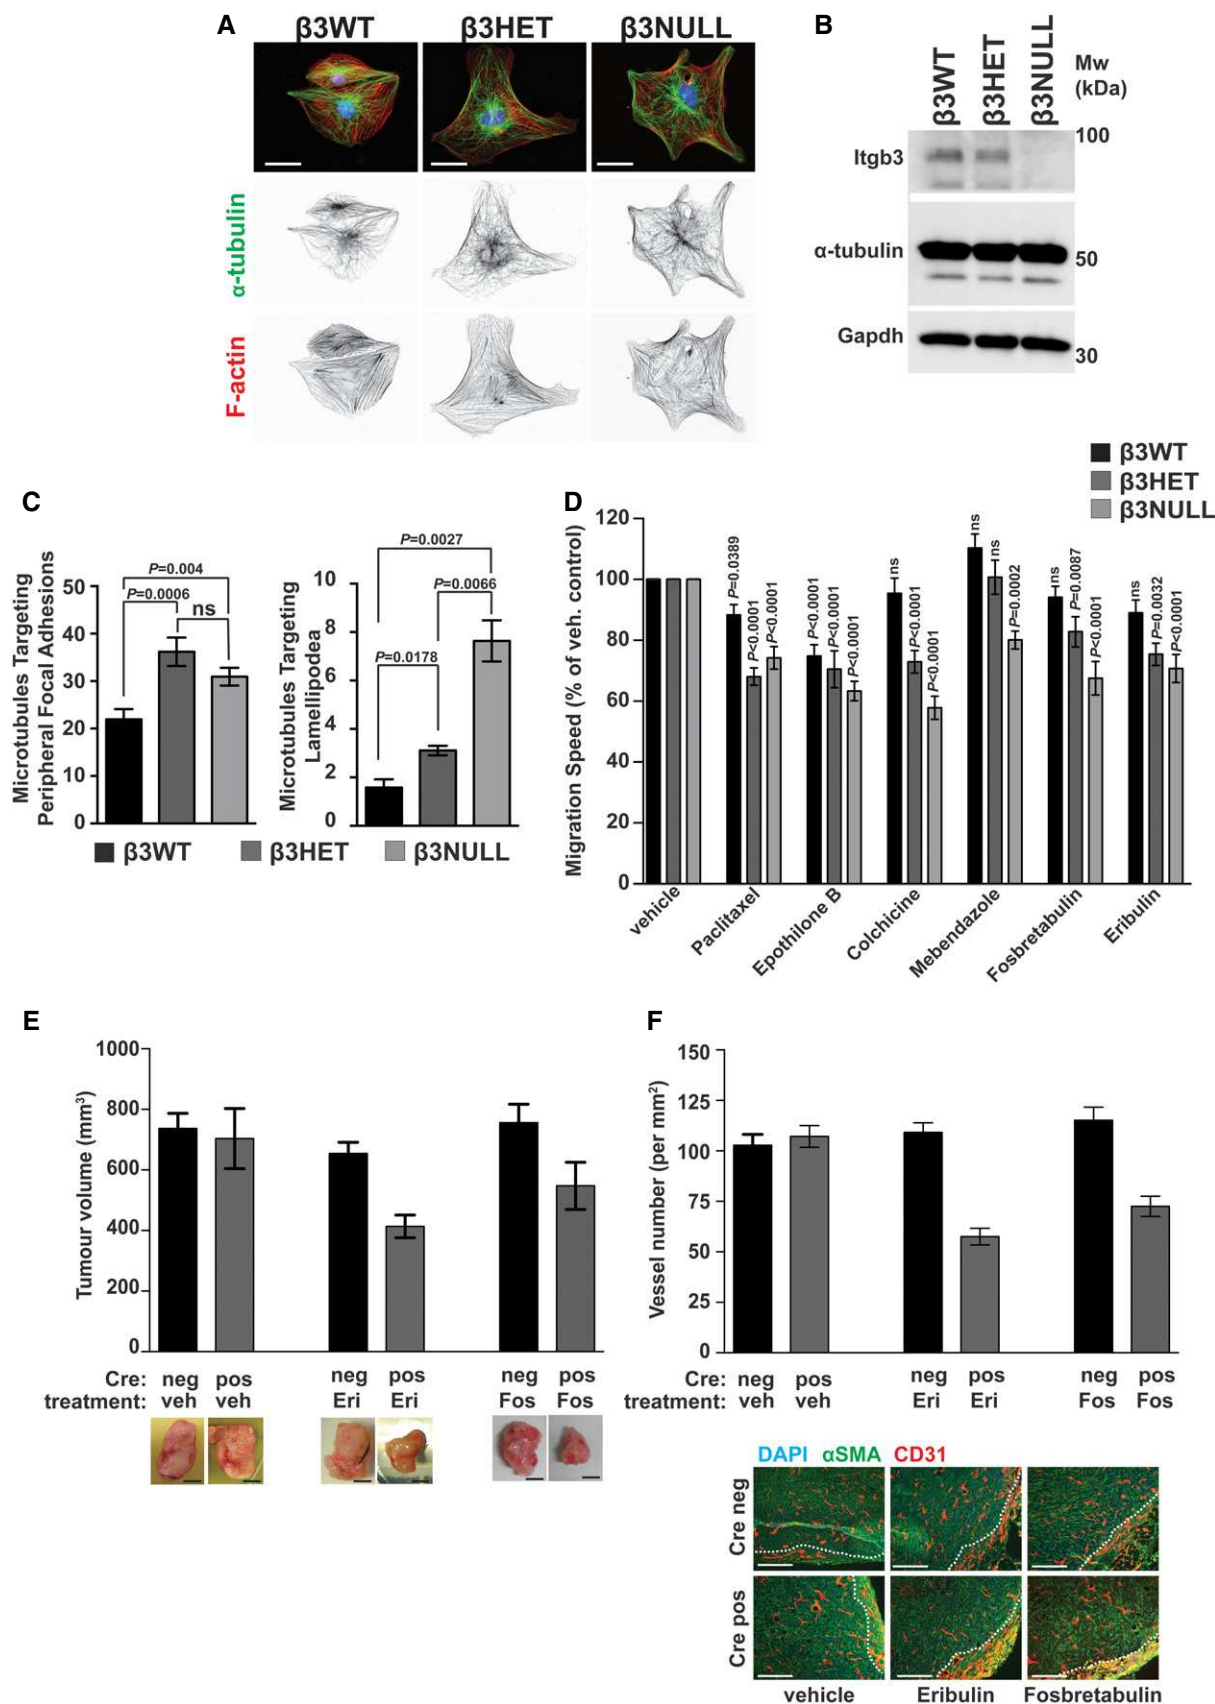 A
β3WT
β3HET
β3NULL
α-tubulin
F-actin
B
β3WT
β3HET
β3NULL
Mw
(kDa)
Itgb3
100
α-tubulin
50
Gapdh
30
C
Microtubules Targeting
Peripheral Focal Adhesions
50
40
30
20
10
0
P=0.004
P=0.0006
ns
Microtubules Targeting
Lamellipodea
10
8
6
4
2
0
P=0.0027
P=0.0066
P=0.0178
β3WT
β3HET
β3NULL
D
β3WT
β3HET
β3NULL
Migration Speed (% of veh. control)
120
100
80
60
40
20
0
P=0.0389
P<0.0001
P<0.0001
P<0.0001
P<0.0001
P<0.0001
ns
P<0.0001
P<0.0001
ns
ns
P=0.0002
ns
P=0.0087
P<0.0001
ns
P=0.0032
P<0.0001
vehicle
Paclitaxel
Epothilone B
Colchicine
Mebendazole
Fosbretabulin
Eribulin
E
Tumour volume (mm³)
1000
800
600
400
200
0
Cre: neg pos neg pos neg pos
treatment: veh veh Eri Eri Fos Fos
F
Vessel number (per mm²)
150
125
100
75
50
25
0
Cre: neg pos neg pos neg pos
treatment: veh veh Eri Eri Fos Fos
DAPI αSMA CD31
Cre neg
Cre pos
vehicle Eribulin Fosbretabulin